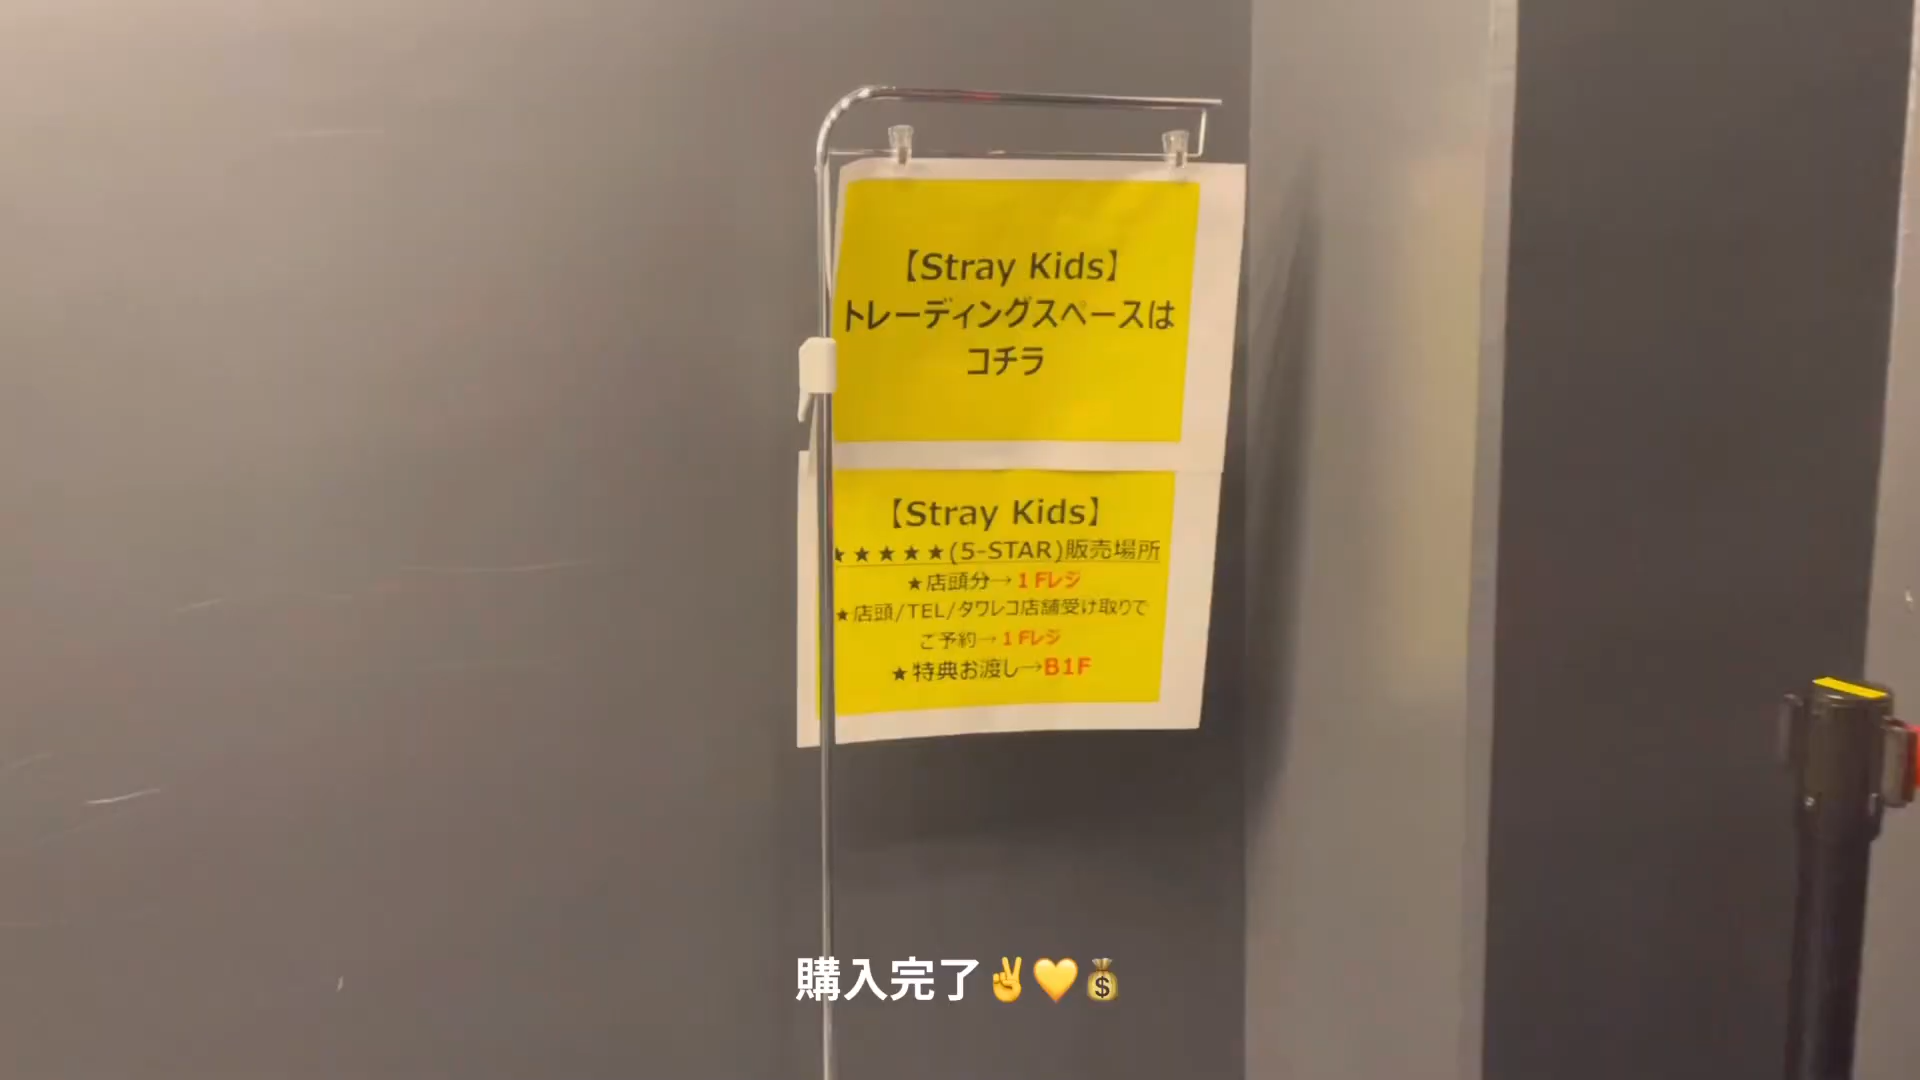 【Stray Kids】
トレーディングスペースは
コチラ
【Stray Kids】
★★★★★(5-STAR)販売場所
★店頭分→1Fレジ
★店頭/TEL/タワレコ店舗受け取りで
ご予約→1Fレジ
★特典お渡し→B1F
購入完了✌💛💰